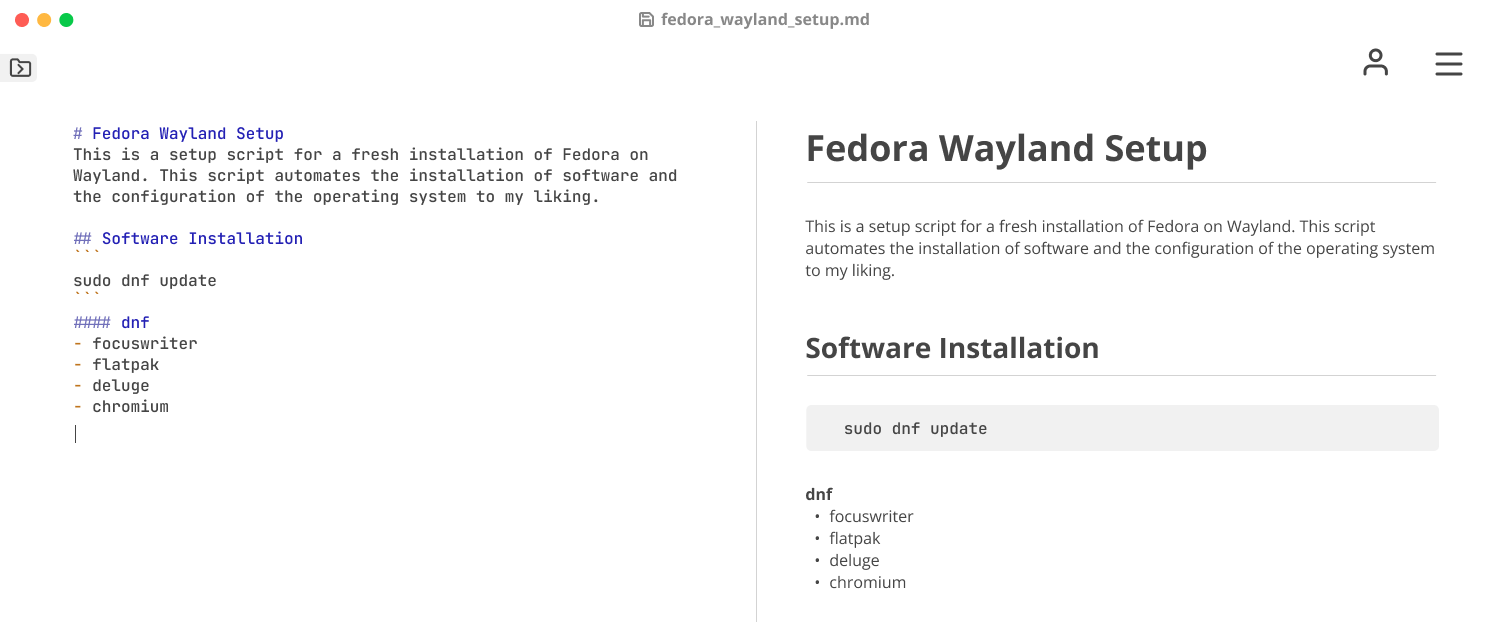 fedora_wayland_setup.md
# Fedora Wayland Setup
This is a setup script for a fresh installation of Fedora on
Wayland. This script automates the installation of software and
the configuration of the operating system to my liking.
## Software Installation
```
sudo dnf update
```
#### dnf
- focuswriter
- flatpak
- deluge
- chromium
Fedora Wayland Setup
This is a setup script for a fresh installation of Fedora on Wayland. This script
automates the installation of software and the configuration of the operating system
to my liking.
Software Installation
sudo dnf update
dnf
• focuswriter
• flatpak
• deluge
• chromium